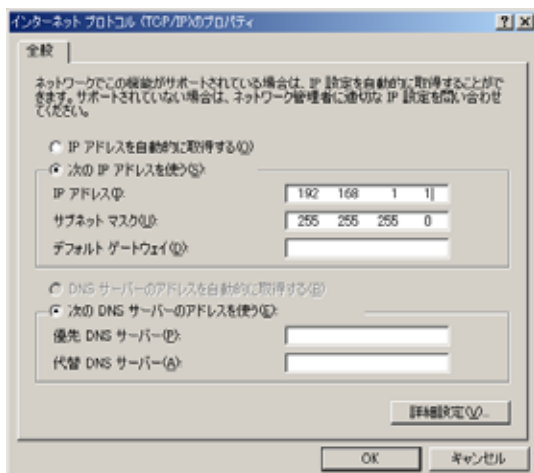 インターネット プロトコル (TCP/IP)のプロパティ
全般
ネットワークでこの機能がサポートされている場合は、IP 設定を自動的に取得することがで
きます。サポートされていない場合は、ネットワーク管理者に適切な IP 設定を問い合わせ
てください。
IP アドレスを自動的に取得する(O)
次の IP アドレスを使う(S):
IP アドレス(I): 192 168 1 1
サブネット マスク(U): 255 255 255 0
デフォルト ゲートウェイ(D):
DNS サーバーのアドレスを自動的に取得する(B)
次の DNS サーバーのアドレスを使う(E):
優先 DNS サーバー(P):
代替 DNS サーバー(A):
詳細設定(V)...
OK キャンセル